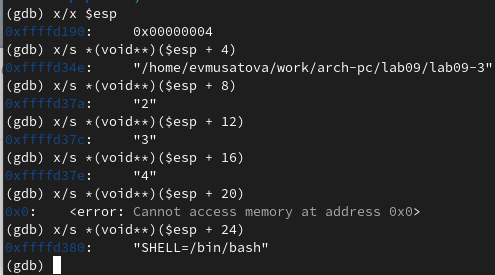 (gdb) x/x $esp
0xffffd190:     0x00000004
(gdb) x/s *(void**)($esp + 4)
0xffffd34e:     "/home/evmusatova/work/arch-pc/lab09/lab09-3"
(gdb) x/s *(void**)($esp + 8)
0xffffd37a:     "2"
(gdb) x/s *(void**)($esp + 12)
0xffffd37c:     "3"
(gdb) x/s *(void**)($esp + 16)
0xffffd37e:     "4"
(gdb) x/s *(void**)($esp + 20)
0x0:    <error: Cannot access memory at address 0x0>
(gdb) x/s *(void**)($esp + 24)
0xffffd380:     "SHELL=/bin/bash"
(gdb)